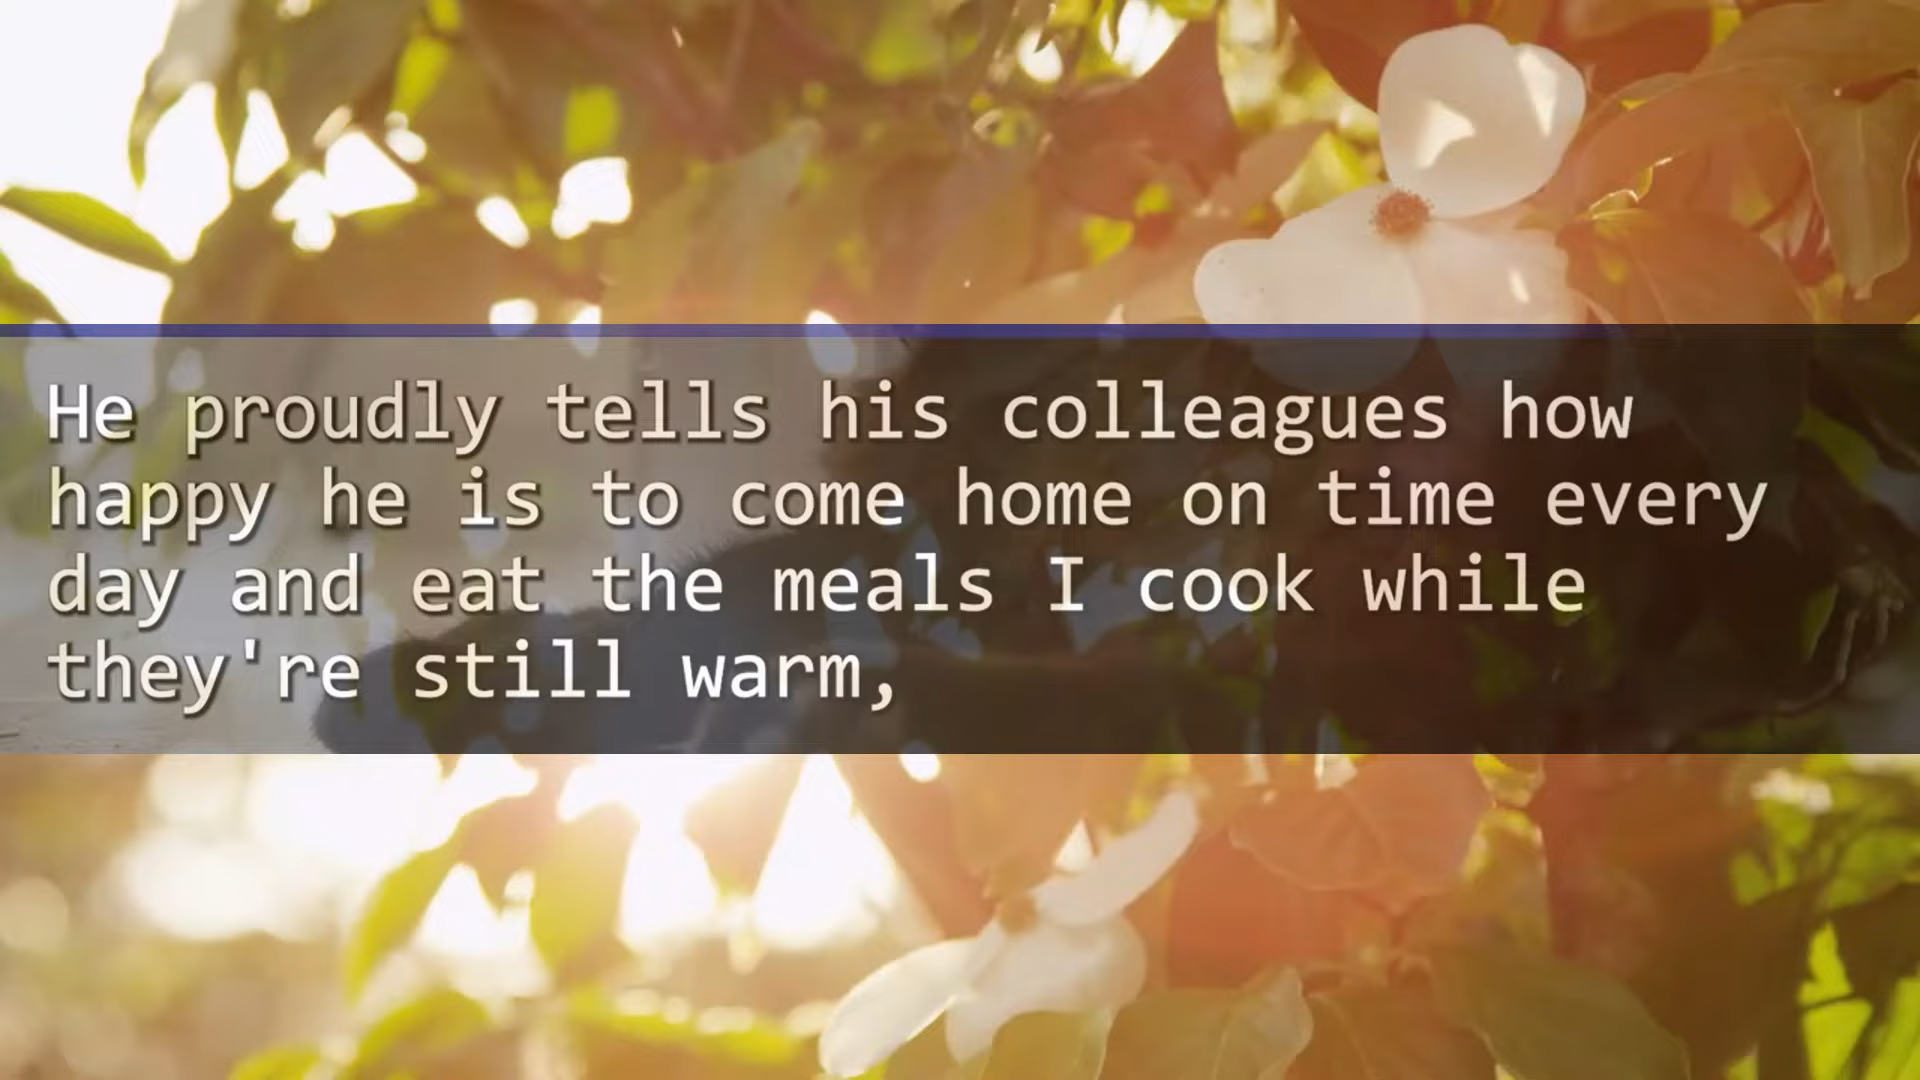 He proudly tells his colleagues how
happy he is to come home on time every
day and eat the meals I cook while
they're still warm,